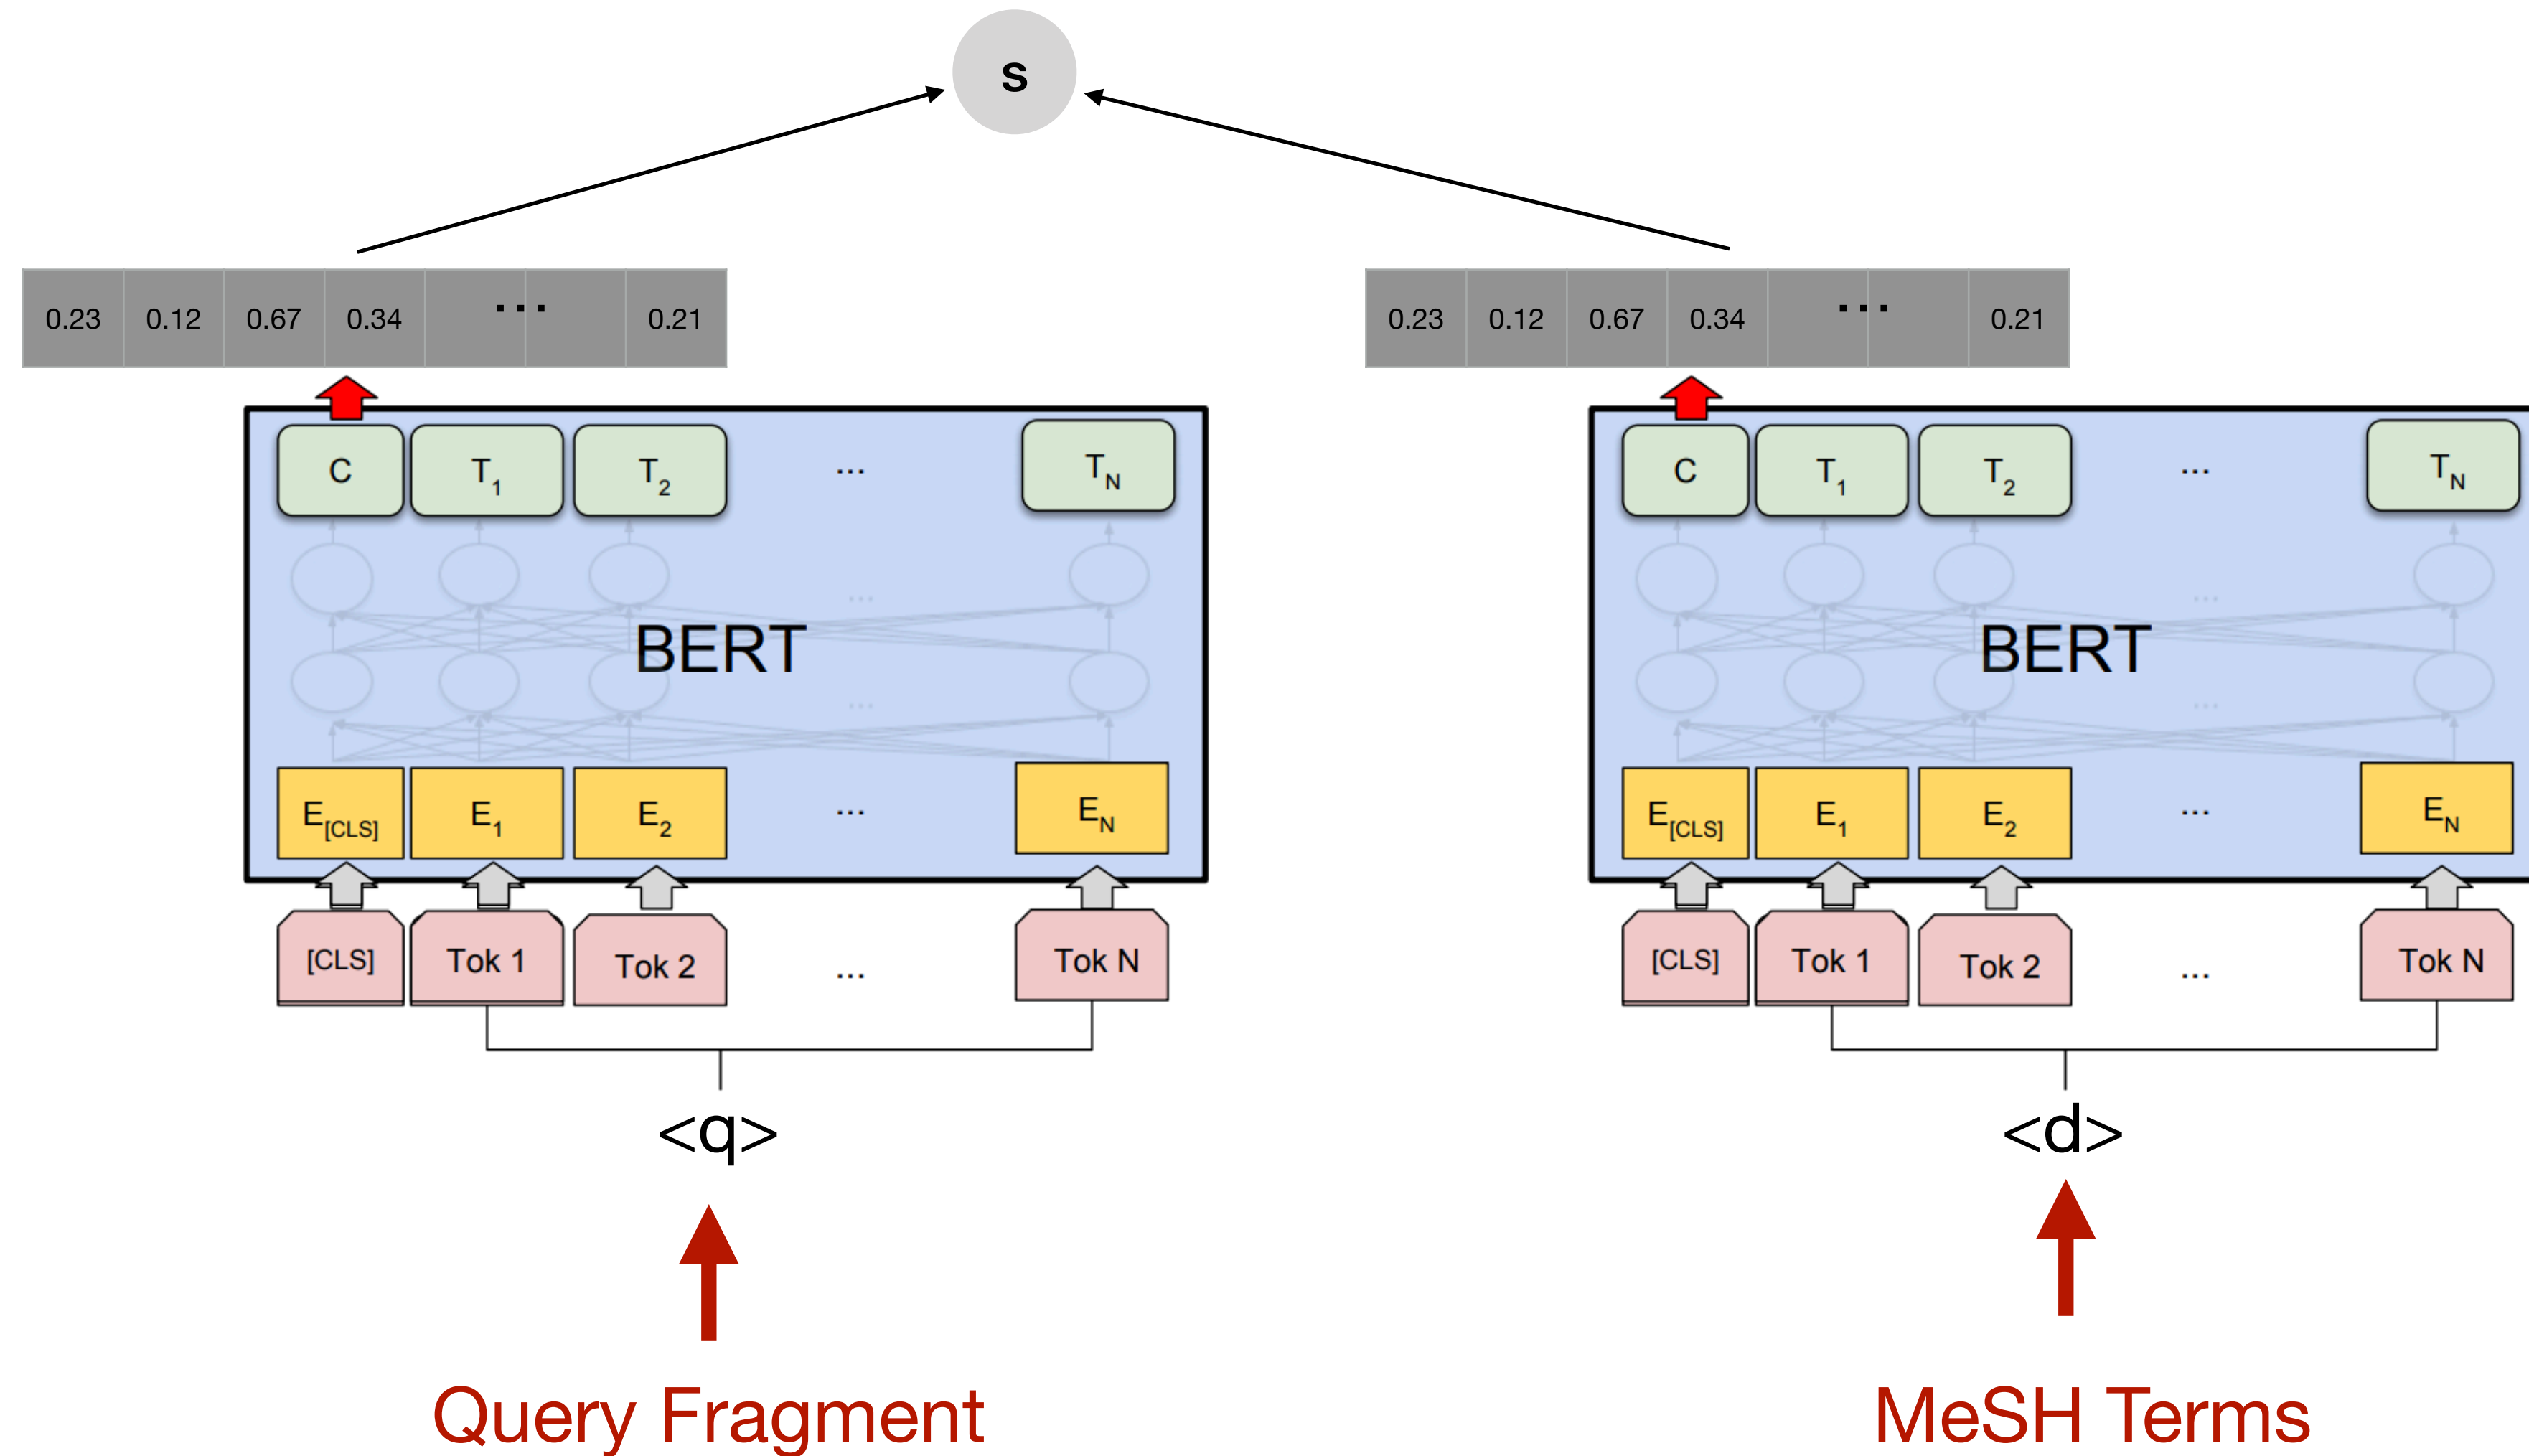 s
0.23 0.12 0.67 0.34 ... 0.21
0.23 0.12 0.67 0.34 ... 0.21
C T1 T2 ... TN
...
BERT
...
E[CLS] E1 E2 ... EN
[CLS] Tok 1 Tok 2 ... Tok N
<q>
Query Fragment
C T1 T2 ... TN
...
BERT
...
E[CLS] E1 E2 ... EN
[CLS] Tok 1 Tok 2 ... Tok N
<d>
MeSH Terms